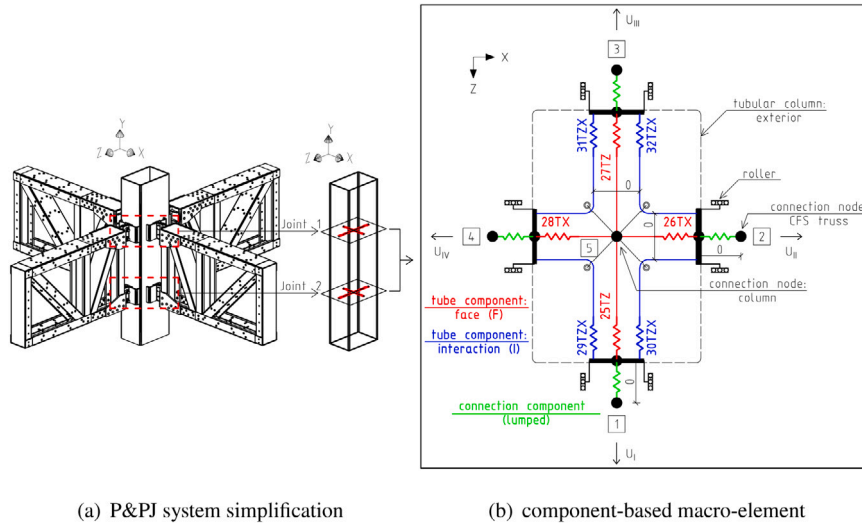 Y
Z
X
Y
Z
X
Joint 1
Joint 2
U_III
3
X
Z
tubular column:
exterior
31TZX
32TZX
27TZ
0
roller
28TX
26TX
connection node:
CFS truss
4
5
0
2
0
U_IV
U_II
connection node:
column
tube component:
face (F)
25TZ
tube component:
interaction (I)
29TZX
30TZX
0
connection component
(lumped)
1
U_I
(a) P&PJ system simplification
(b) component-based macro-element